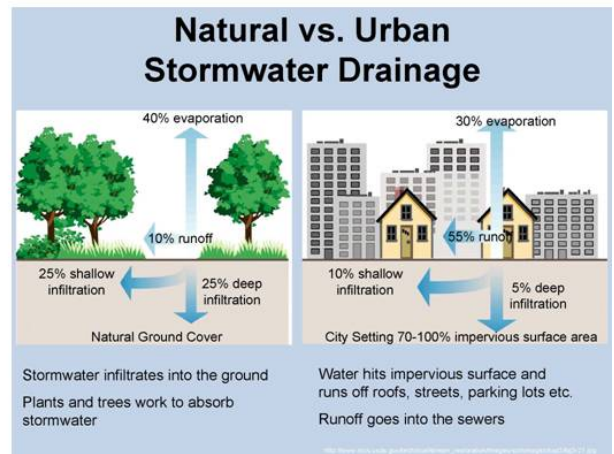 Natural vs. Urban
Stormwater Drainage
40% evaporation
10% runoff
25% shallow
infiltration
25% deep
infiltration
Natural Ground Cover
30% evaporation
55% runoff
10% shallow
infiltration
5% deep
infiltration
City Setting 70-100% impervious surface area
Stormwater infiltrates into the ground
Plants and trees work to absorb
stormwater
Water hits impervious surface and
runs off roofs, streets, parking lots etc.
Runoff goes into the sewers